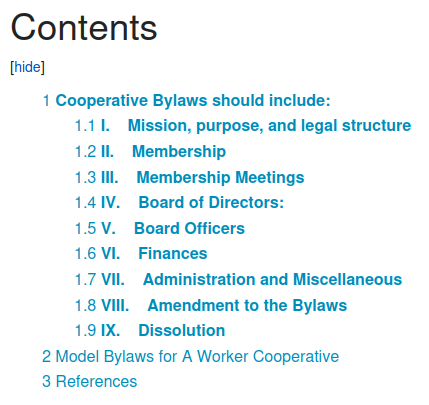 Contents
[hide]
1 Cooperative Bylaws should include:
1.1 I. Mission, purpose, and legal structure
1.2 II. Membership
1.3 III. Membership Meetings
1.4 IV. Board of Directors:
1.5 V. Board Officers
1.6 VI. Finances
1.7 VII. Administration and Miscellaneous
1.8 VIII. Amendment to the Bylaws
1.9 IX. Dissolution
2 Model Bylaws for A Worker Cooperative
3 References